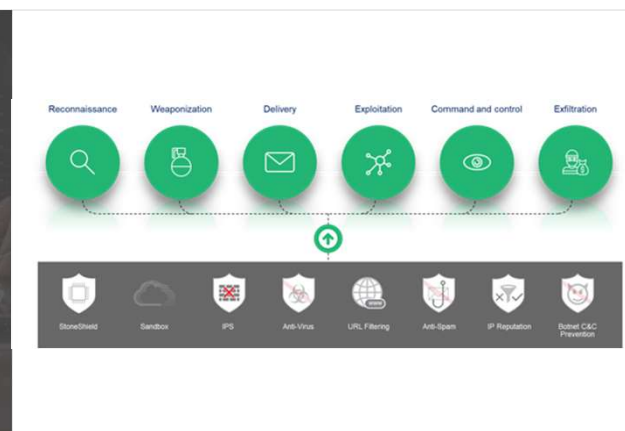 Reconnaissance
Weaponization
Delivery
Exploitation
Command and control
Exfiltration
$
WWW
StoneShield
Sandbox
IPS
Anti-Virus
URL Filtering
Anti-Spam
IP Reputation
Botnet C&C
Prevention